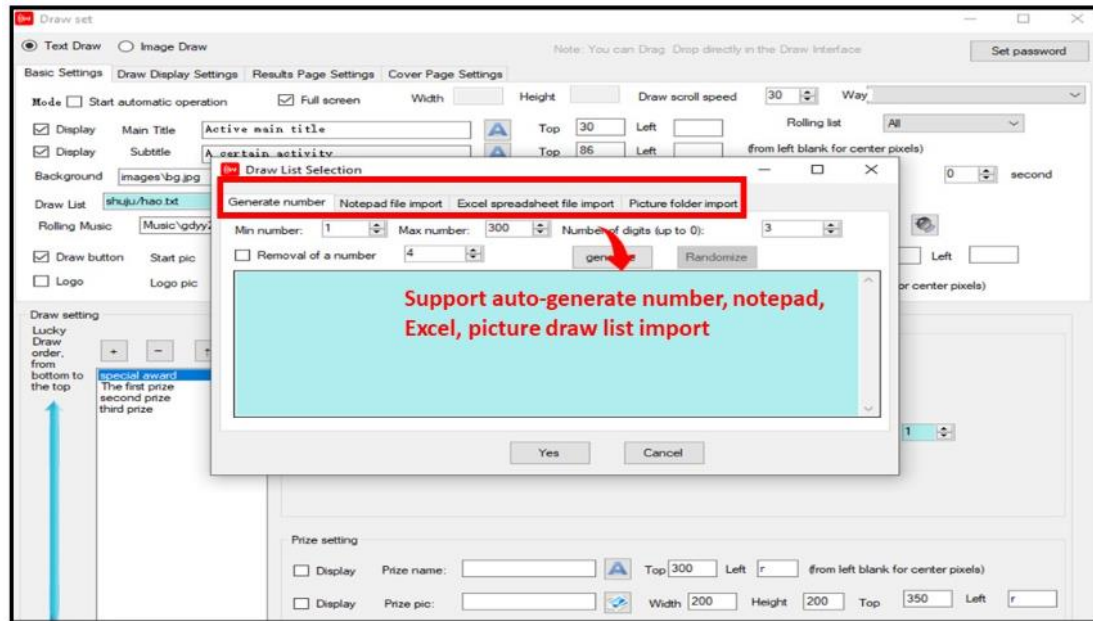 Draw set
Text Draw Image Draw Note: You can Drag Drop directly in the Draw Interface Set password
Basic Settings Draw Display Settings Results Page Settings Cover Page Settings
Mode Start automatic operation Full screen Width Height Draw scroll speed 30 Way
Display Main Title Active main title A Top 30 Left Rolling list All
Display Subtitle A certain activity A Top 86 Left (from left blank for center pixels)
Background images\bg.jpg 0 second
Draw List shuju/hao.txt
Rolling Music Music\gdyy
Draw button Start pic Left
Logo Logo pic or center pixels)
Draw List Selection
Generate number Notepad file import Excel spreadsheet file import Picture folder import
Min number: 1 Max number: 300 Number of digits (up to 0): 3
Removal of a number 4 Randomize
Support auto-generate number, notepad,
Excel, picture draw list import
Yes Cancel
Draw setting
Lucky
Draw
order,
from
bottom to
the top
+ - ↑
special award
The first prize
second prize
third prize
1
Prize setting
Display Prize name: A Top 300 Left r (from left blank for center pixels)
Display Prize pic: Width 200 Height 200 Top 350 Left r